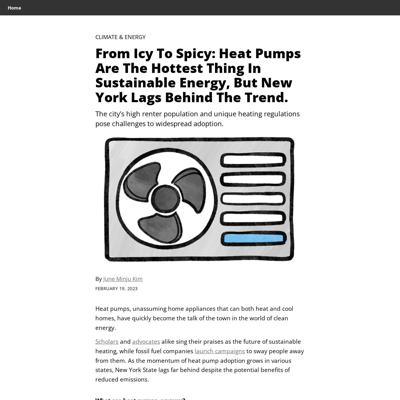 Home
CLIMATE & ENERGY
From Icy To Spicy: Heat Pumps
Are The Hottest Thing In
Sustainable Energy, But New
York Lags Behind The Trend.
The city's high renter population and unique heating regulations
pose challenges to widespread adoption.
By June Minju Kim
FEBRUARY 19, 2023
Heat pumps, unassuming home appliances that can both heat and cool
homes, have quickly become the talk of the town in the world of clean
energy.
Scholars and advocates alike sing their praises as the future of sustainable
heating, while fossil fuel companies launch campaigns to sway people away
from them. As the momentum of heat pump adoption grows in various
states, New York State lags far behind despite the potential benefits of
reduced emissions.